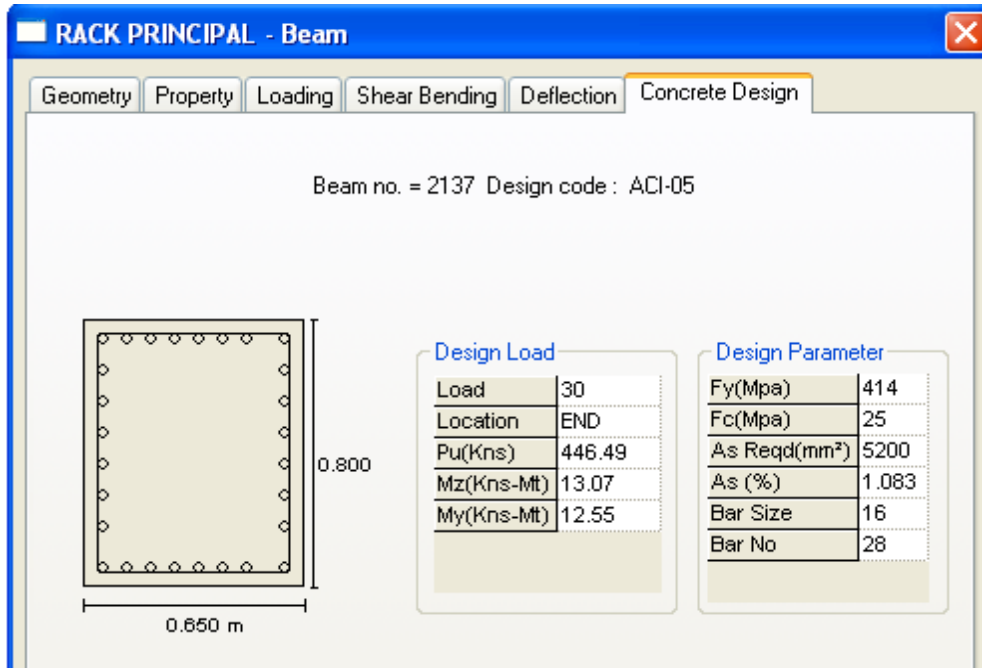 RACK PRINCIPAL - Beam
Geometry Property Loading Shear Bending Deflection Concrete Design
Beam no. = 2137 Design code : ACI-05
0.800
0.650 m
Design Load
Load 30
Location END
Pu(Kns) 446.49
Mz(Kns-Mt) 13.07
My(Kns-Mt) 12.55
Design Parameter
Fy(Mpa) 414
Fc(Mpa) 25
As Reqd(mm²) 5200
As (%) 1.083
Bar Size 16
Bar No 28